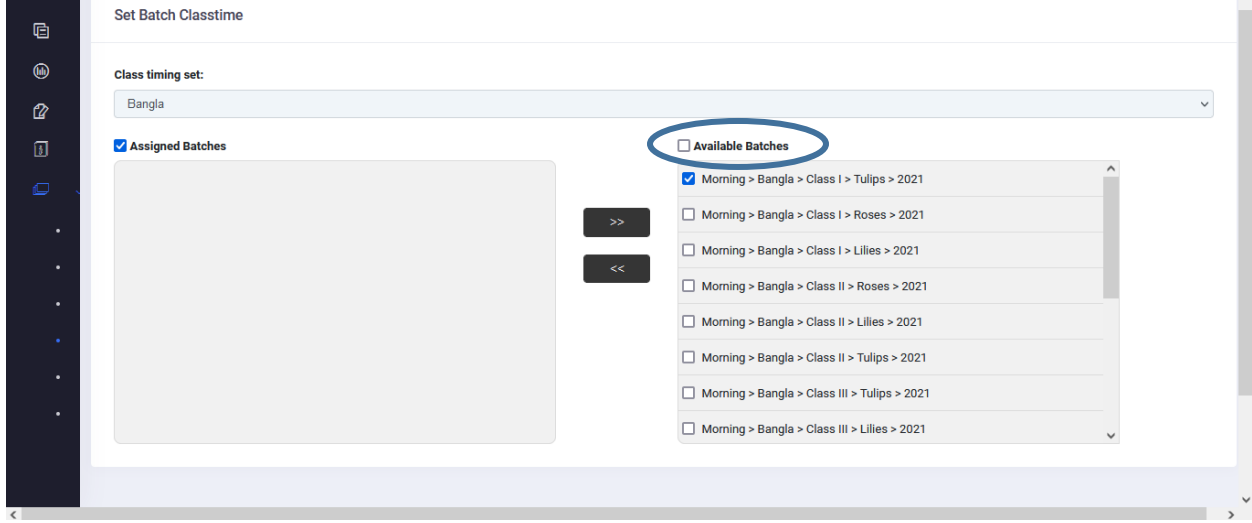 Set Batch Classtime
Class timing set:
Bangla
Assigned Batches
Available Batches
Morning > Bangla > Class I > Tulips > 2021
Morning > Bangla > Class I > Roses > 2021
>>
Morning > Bangla > Class I > Lilies > 2021
<<
Morning > Bangla > Class II > Roses > 2021
Morning > Bangla > Class II > Lilies > 2021
Morning > Bangla > Class II > Tulips > 2021
Morning > Bangla > Class III > Tulips > 2021
Morning > Bangla > Class III > Lilies > 2021